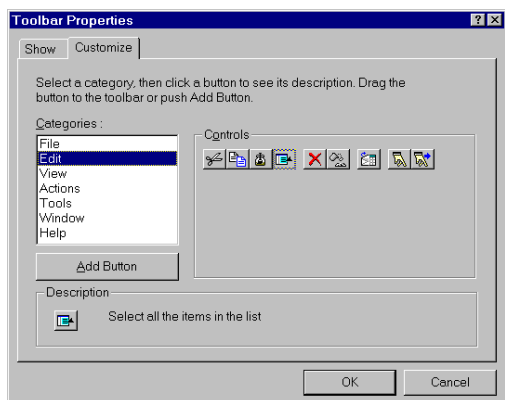 Toolbar Properties
Show Customize
Select a category, then click a button to see its description. Drag the
button to the toolbar or push Add Button.
Categories :
Controls
File
Edit
View
Actions
Tools
Window
Help
Add Button
Description
Select all the items in the list
OK Cancel